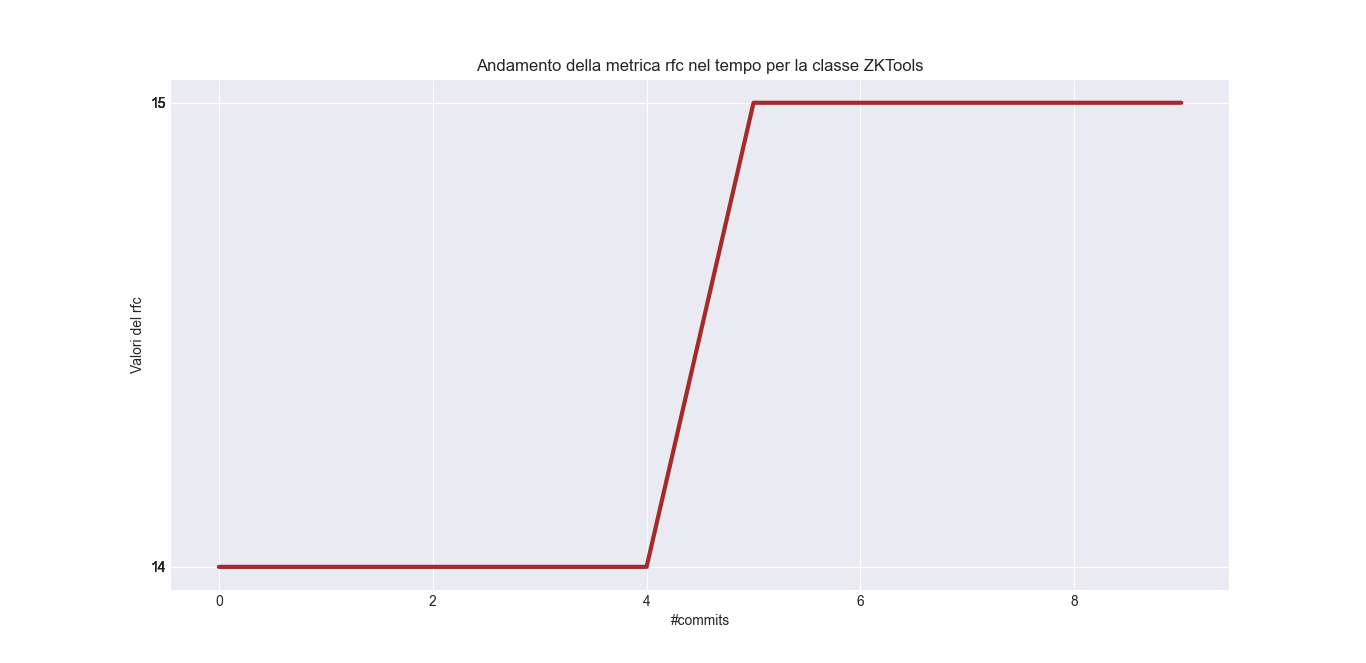 Andamento della metrica rfc nel tempo per la classe ZKTools
15
Valori del rfc
14
0 2 4 6 8
#commits